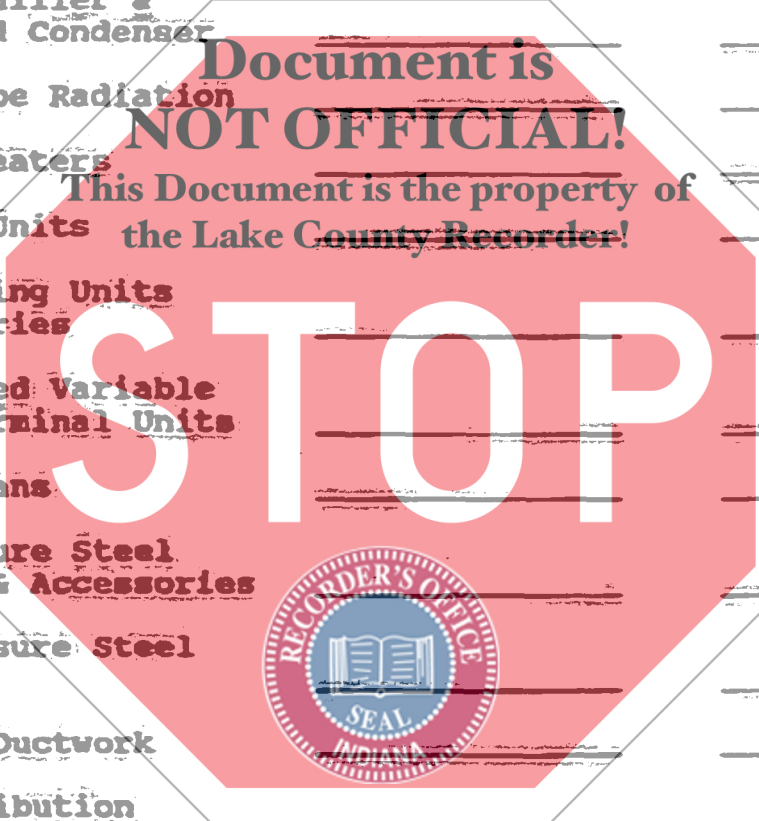 Condenser
Document is
Radiation
NOT OFFICIAL!
This Document is the property of
the Lake County Recorder!
Units
STOP
Variable
Units
Steel
Accessories
RECORDER'S OFFICE
Steel
SEAL
INDIANA
Ductwork